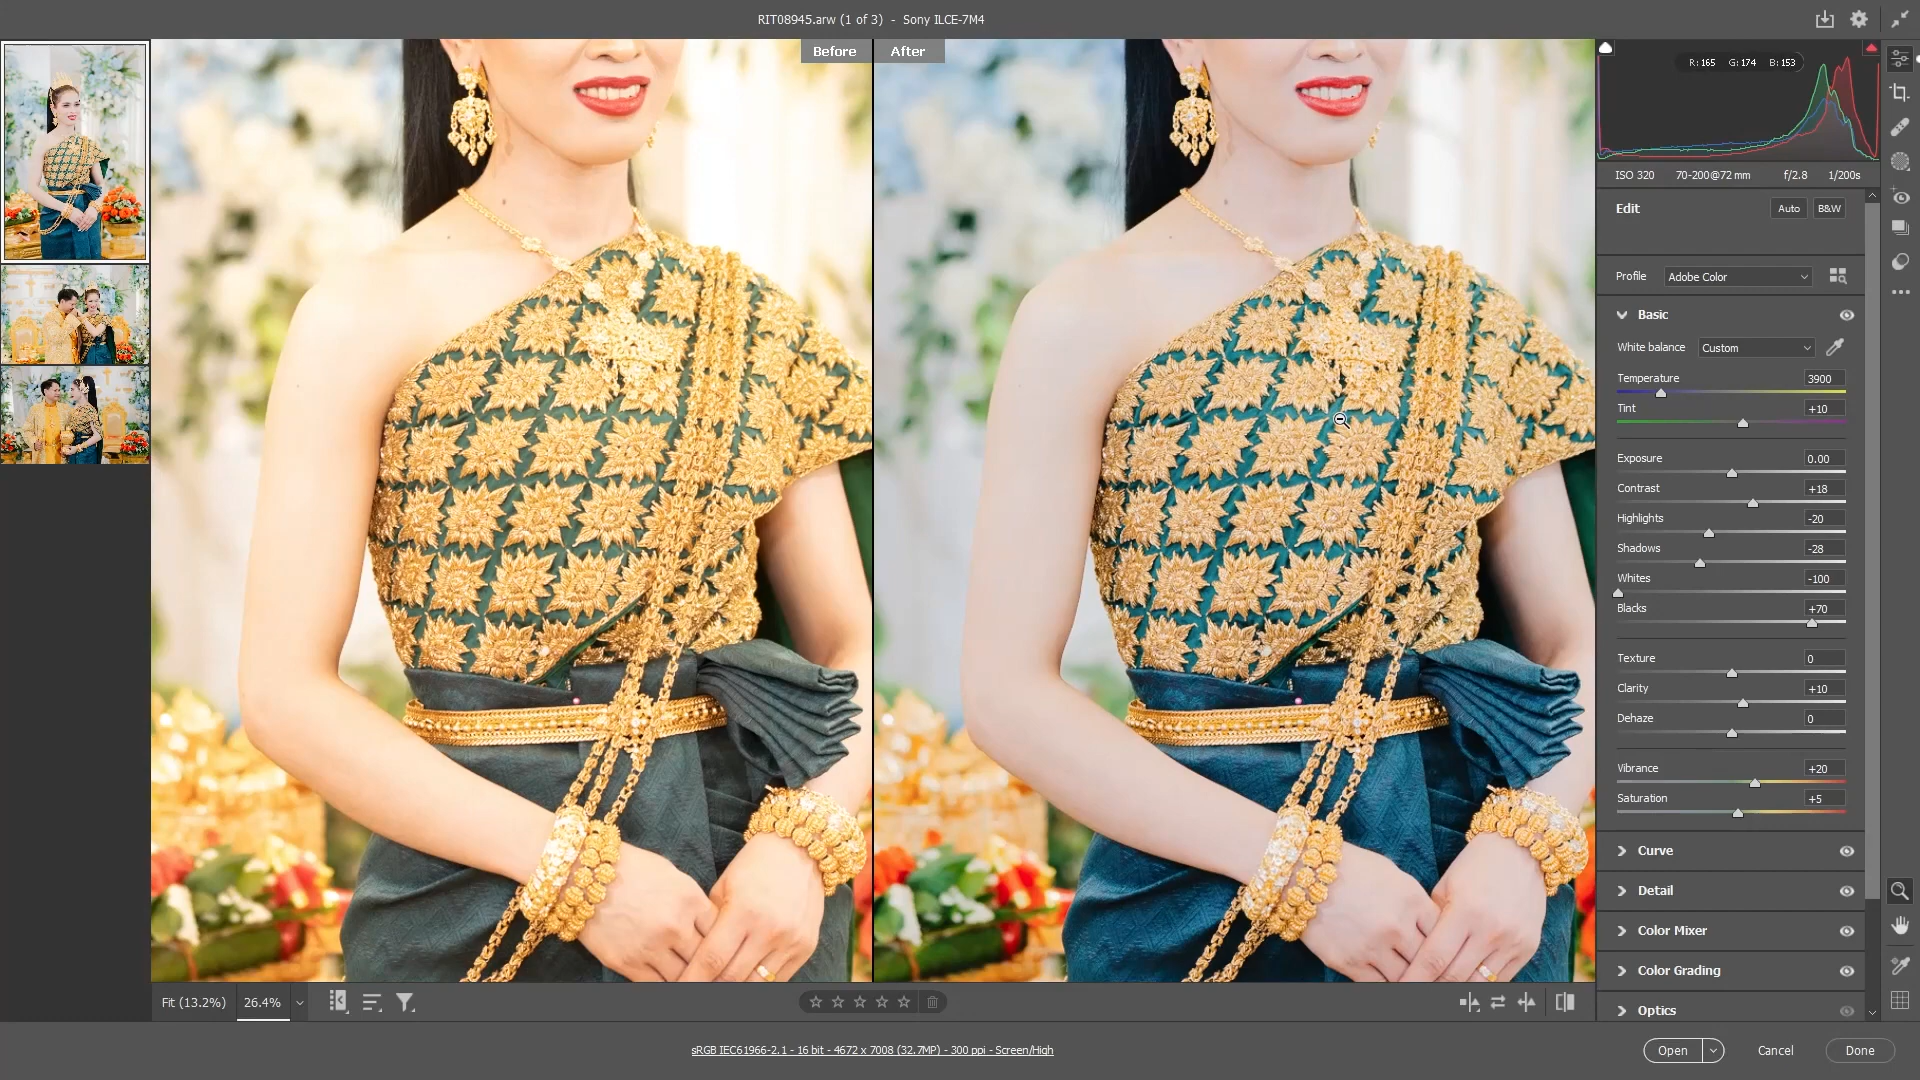 RIT08945.arw (1 of 3) - Sony ILCE-7M4
Before After
R: 165 G: 174 B: 153
ISO 320 70-200@72 mm f/2.8 1/200s
Edit Auto B&W
Profile Adobe Color
Basic
White balance Custom
Temperature 3900
Tint +10
Exposure 0.00
Contrast +18
Highlights -20
Shadows -28
Whites -100
Blacks +70
Texture 0
Clarity +10
Dehaze 0
Vibrance +20
Saturation +5
Curve
Detail
Color Mixer
Color Grading
Optics
Fit (13.2%) 26.4%
sRGB IEC61966-2.1 - 16 bit - 4672 x 7008 (32.7MP) - 300 ppi - Screen/High
Open Cancel Done